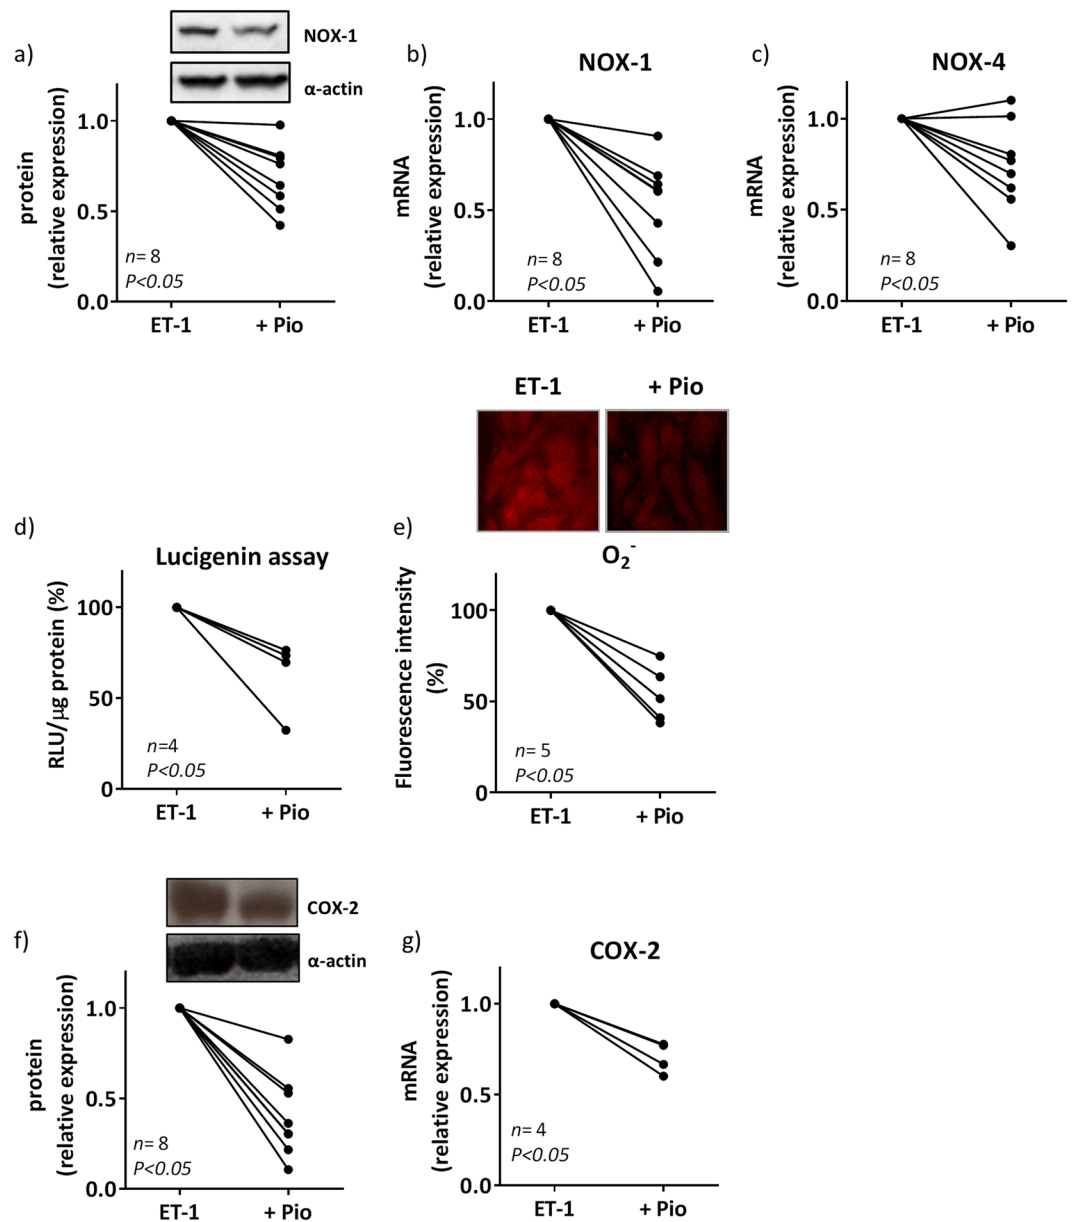 a)
NOX-1
α-actin
protein
(relative expression)
1.0
0.5
0.0
n= 8
P<0.05
ET-1 + Pio
b)
NOX-1
mRNA
(relative expression)
1.0
0.5
0.0
n= 8
P<0.05
ET-1 + Pio
c)
NOX-4
mRNA
(relative expression)
1.0
0.5
0.0
n= 8
P<0.05
ET-1 + Pio
d)
Lucigenin assay
RLU/µg protein (%)
100
50
0
n=4
P<0.05
ET-1 + Pio
e)
ET-1 + Pio
O₂⁻
Fluorescence intensity
(%)
100
50
0
n= 5
P<0.05
ET-1 + Pio
f)
COX-2
α-actin
protein
(relative expression)
1.0
0.5
0.0
n= 8
P<0.05
ET-1 + Pio
g)
COX-2
mRNA
(relative expression)
1.0
0.5
0.0
n= 4
P<0.05
ET-1 + Pio